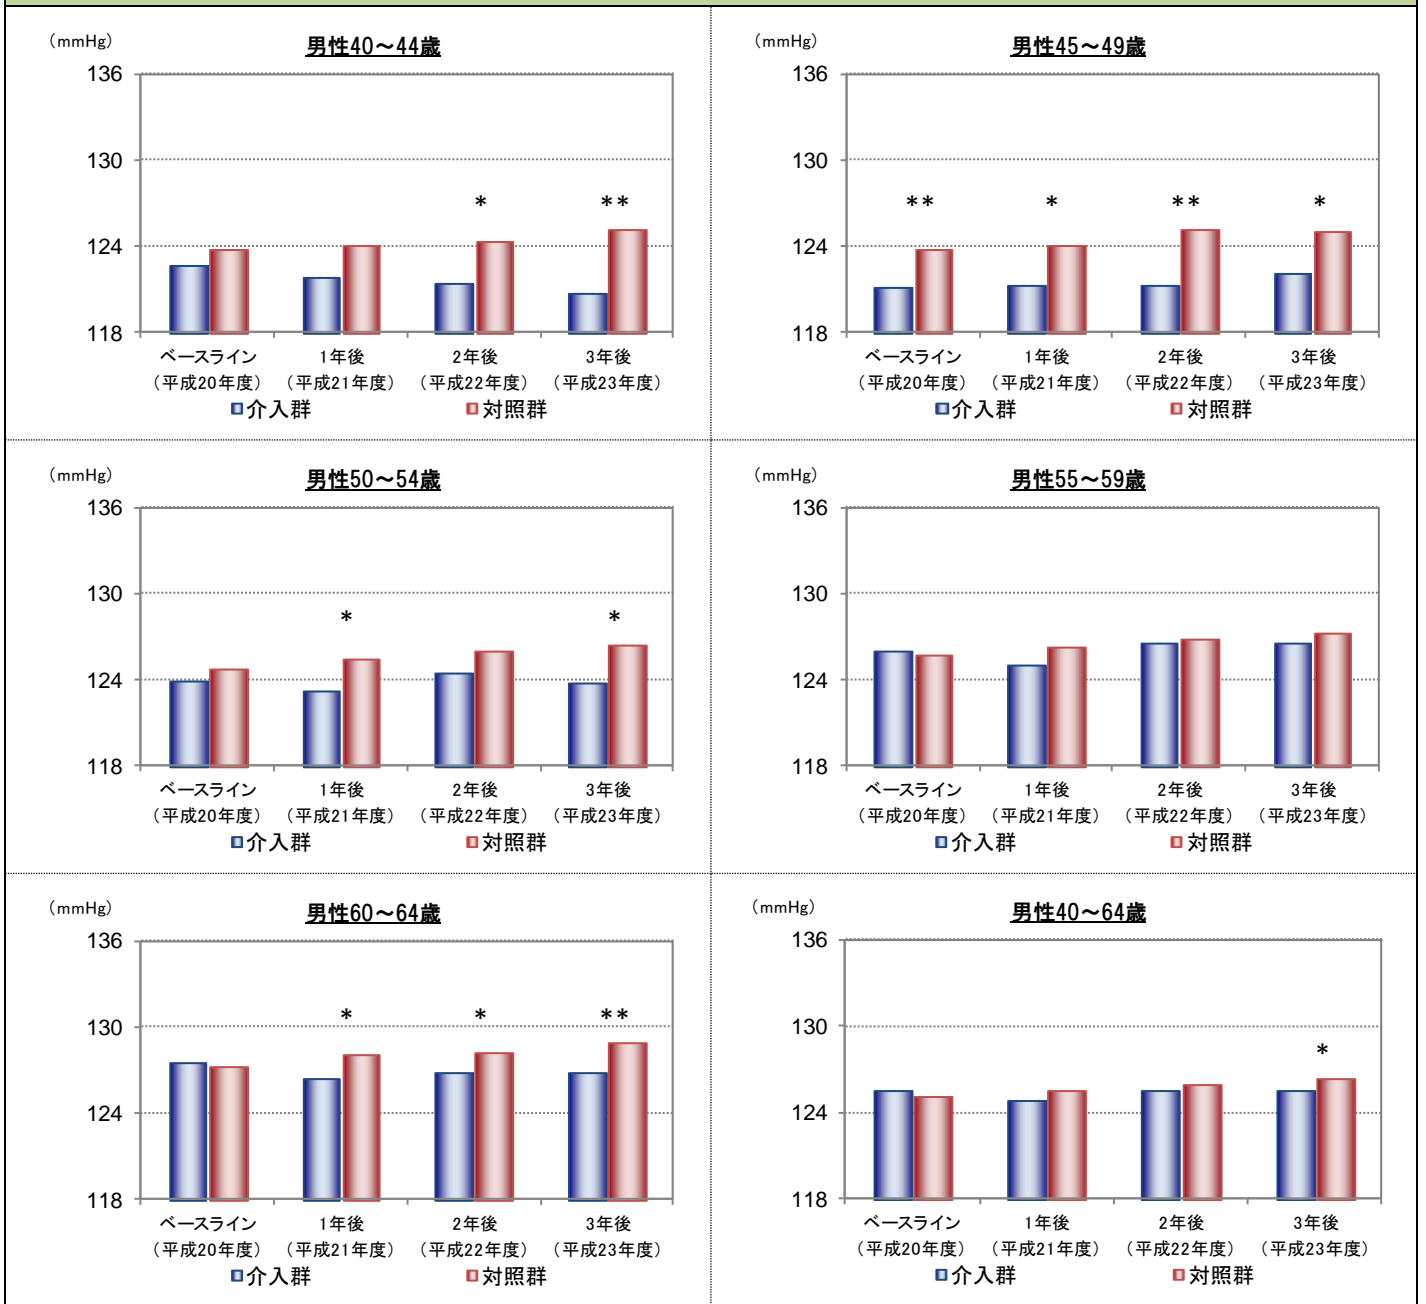 (mmHg)
男性40～44歳
136
130
124
118
*
**
ベースライン
1年後
2年後
3年後
(平成20年度)
(平成21年度)
(平成22年度)
(平成23年度)
介入群
対照群
(mmHg)
男性45～49歳
136
130
124
118
**
*
**
*
ベースライン
1年後
2年後
3年後
(平成20年度)
(平成21年度)
(平成22年度)
(平成23年度)
介入群
対照群
(mmHg)
男性50～54歳
136
130
124
118
*
*
ベースライン
1年後
2年後
3年後
(平成20年度)
(平成21年度)
(平成22年度)
(平成23年度)
介入群
対照群
(mmHg)
男性55～59歳
136
130
124
118
ベースライン
1年後
2年後
3年後
(平成20年度)
(平成21年度)
(平成22年度)
(平成23年度)
介入群
対照群
(mmHg)
男性60～64歳
136
130
124
118
*
*
**
ベースライン
1年後
2年後
3年後
(平成20年度)
(平成21年度)
(平成22年度)
(平成23年度)
介入群
対照群
(mmHg)
男性40～64歳
136
130
124
118
*
ベースライン
1年後
2年後
3年後
(平成20年度)
(平成21年度)
(平成22年度)
(平成23年度)
介入群
対照群